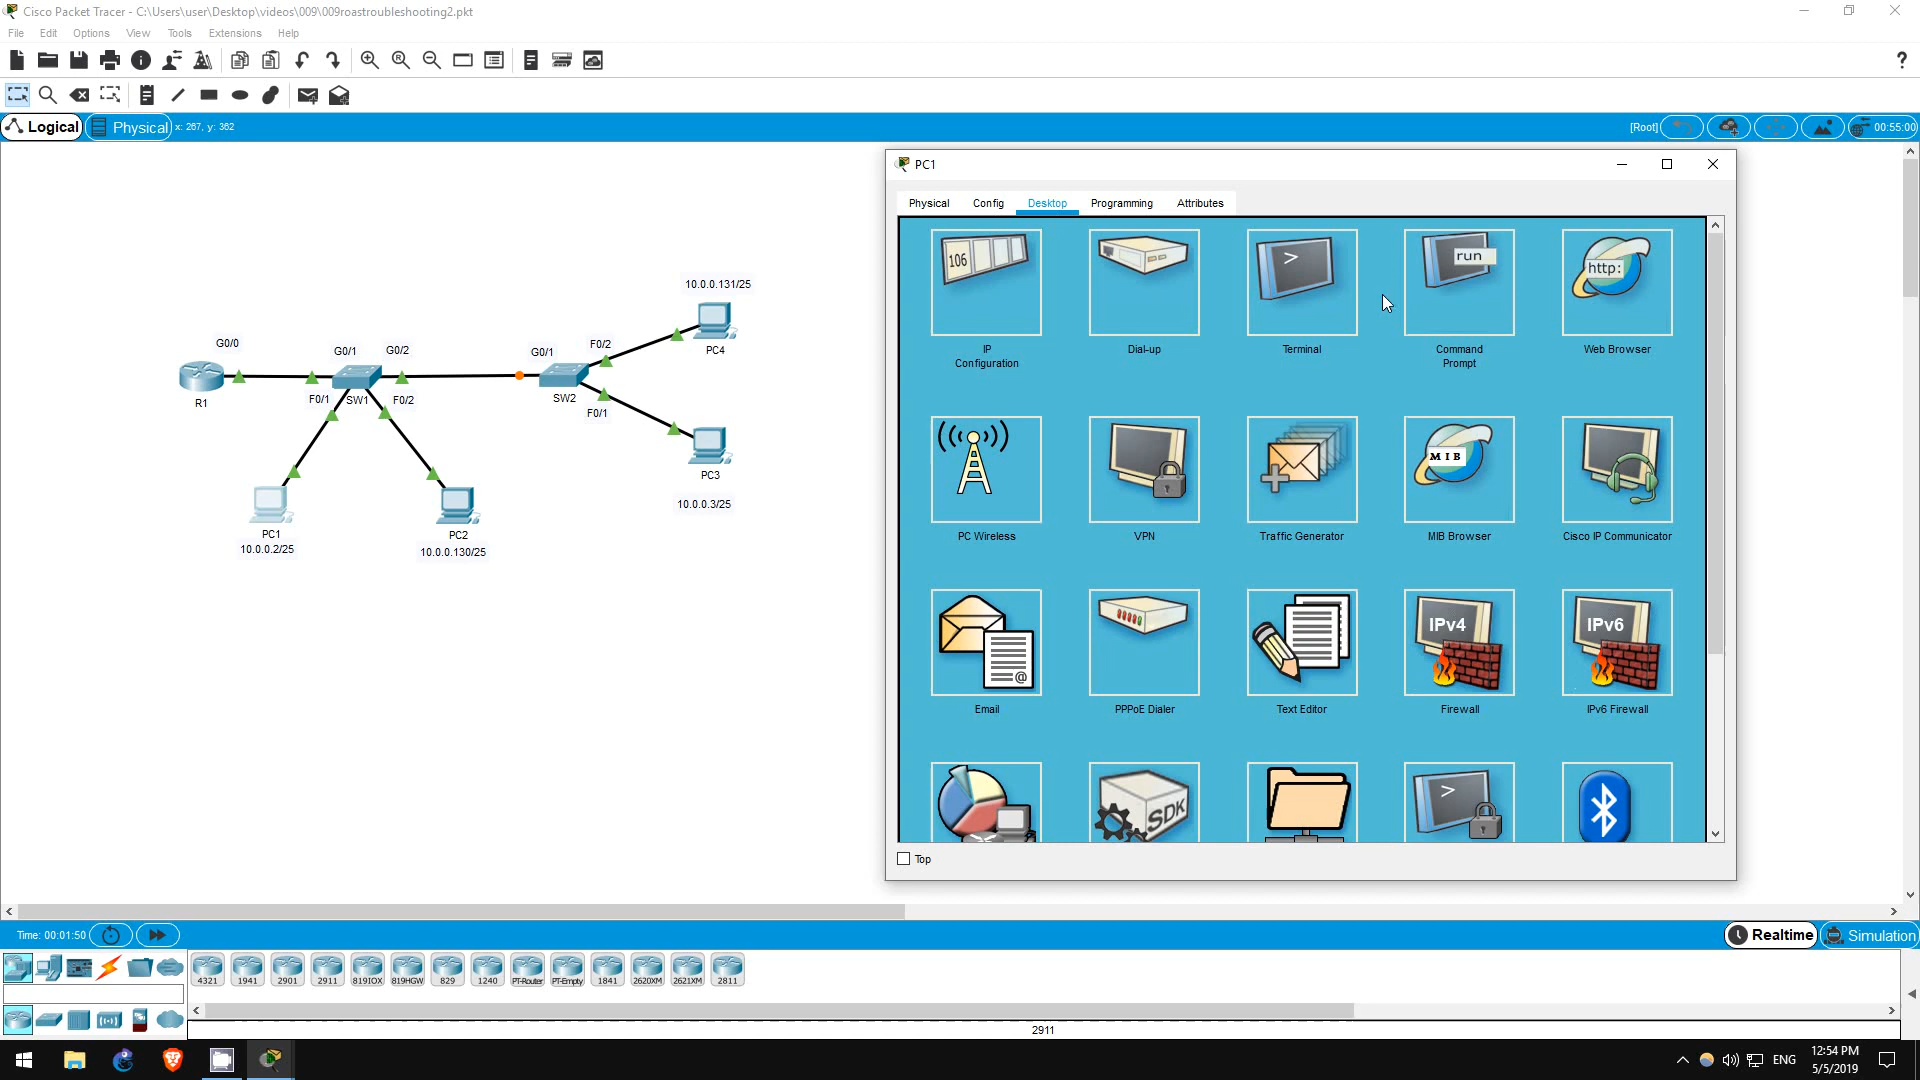 Cisco Packet Tracer - C:\Users\user\Desktop\videos\009\009roastroubleshooting2.pkt
File Edit Options View Tools Extensions Help
Logical Physical x: 267, y: 362 [Root] 00:55:00
PC1
Physical Config Desktop Programming Attributes
106
>
run
http:
IP Configuration
Dial-up
Terminal
Command Prompt
Web Browser
MIB
PC Wireless
VPN
Traffic Generator
MIB Browser
Cisco IP Communicator
@
IPv4
IPv6
Email
PPPoE Dialer
Text Editor
Firewall
IPv6 Firewall
SDK
>
Top
10.0.0.131/25
PC4
G0/0
G0/1
G0/2
G0/1
F0/2
R1
F0/1
SW1
F0/2
SW2
F0/1
PC3
10.0.0.3/25
PC1
10.0.0.2/25
PC2
10.0.0.130/25
Time: 00:01:50
Realtime Simulation
4321 1941 2901 2911 819IOX 819HGW 829 1240 PT-Router PT-Empty 1841 2620XM 2621XM 2811
2911
ENG
12:54 PM
5/5/2019